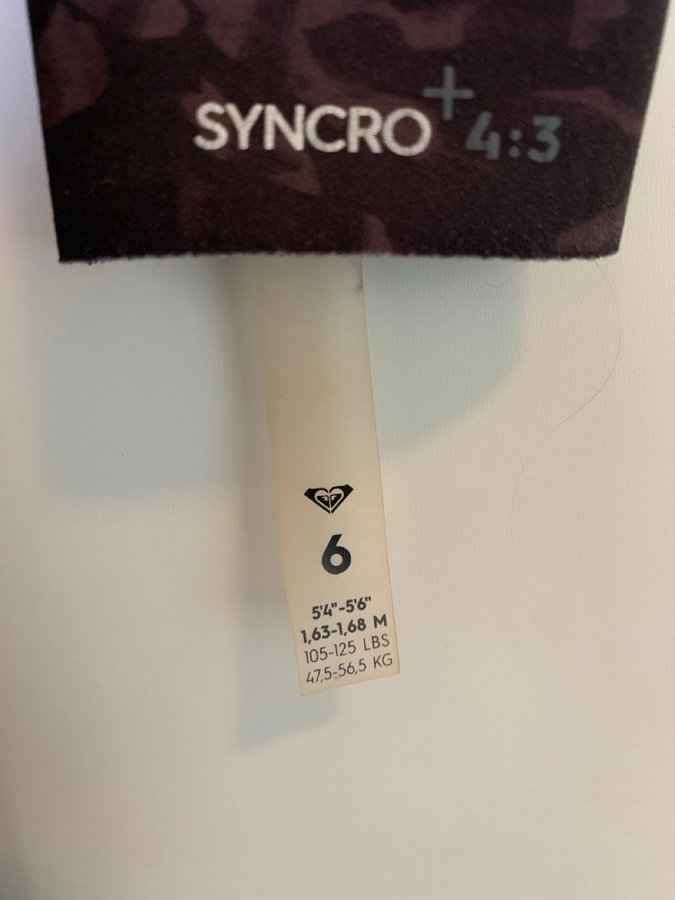 SYNCRO+ 4:3
6
5'4"-5'6"
1,63-1,68 M
105-125 LBS
47,5-56,5 KG